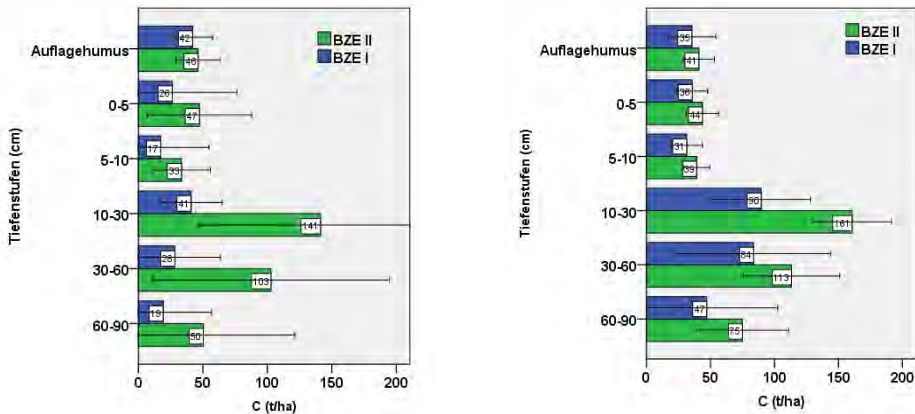 Tiefenstufen (cm)
Auflagehumus
0-5
5-10
10-30
30-60
60-90
42
46
26
47
17
33
41
141
28
103
19
50
BZE II
BZE I
0 50 100 150 200
C (t/ha)
Tiefenstufen (cm)
Auflagehumus
0-5
5-10
10-30
30-60
60-90
35
41
36
44
31
39
90
161
84
113
47
75
BZE II
BZE I
0 50 100 150 200
C (t/ha)